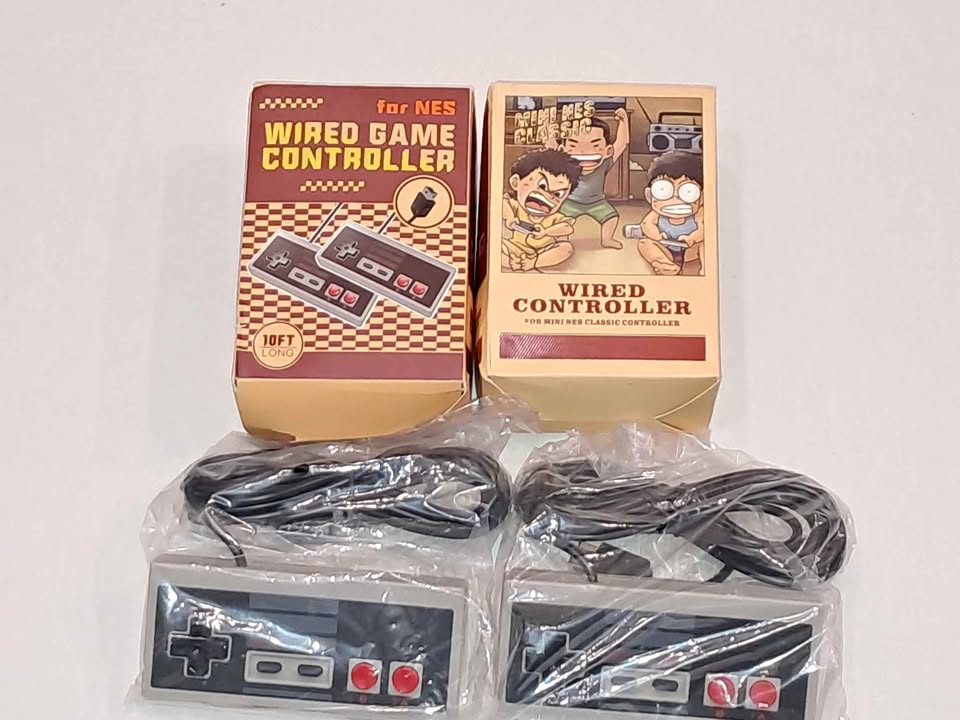 for NES
WIRED GAME
CONTROLLER
10FT
LONG
MINI NES
CLASSIC
WIRED
CONTROLLER
FOR MINI NES CLASSIC CONTROLLER
B A
B A